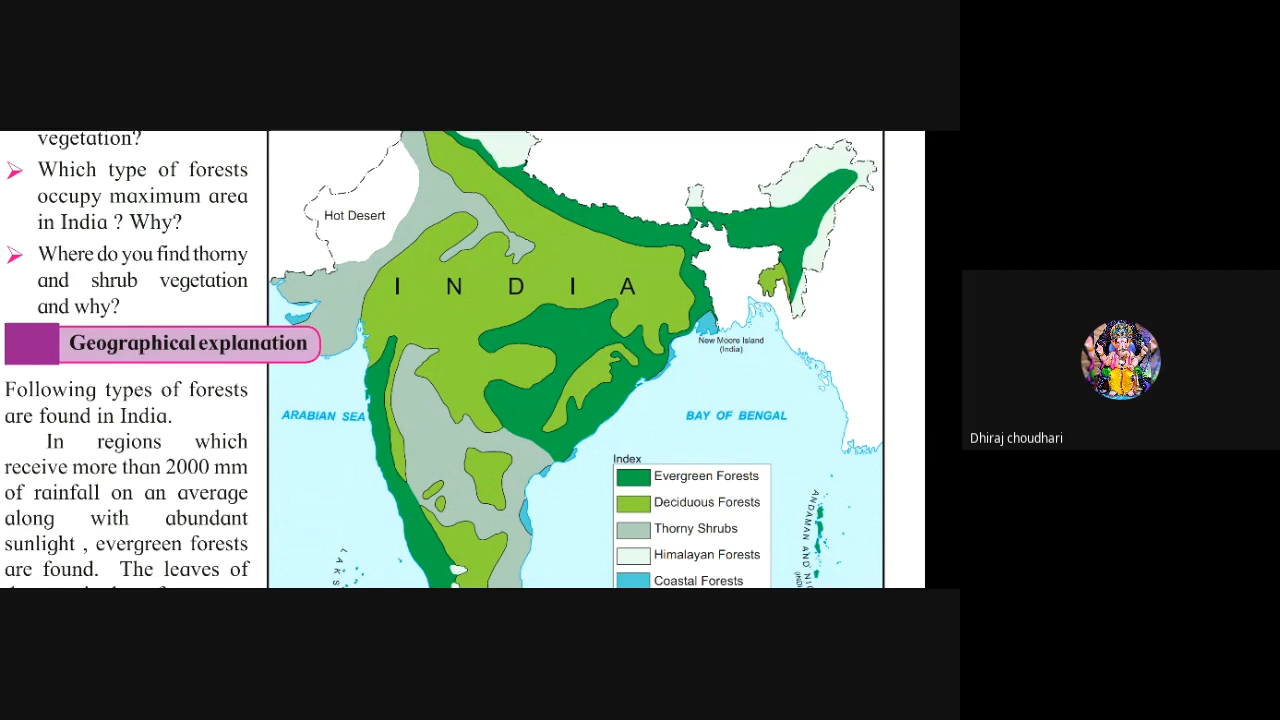 vegetation?
➢ Which type of forests
occupy maximum area
in India ? Why?
➢ Where do you find thorny
and shrub vegetation
and why?
Geographical explanation
Following types of forests
are found in India.
In regions which
receive more than 2000 mm
of rainfall on an average
along with abundant
sunlight , evergreen forests
are found. The leaves of
Hot Desert
I N D I A
New Moore Island
(India)
ARABIAN SEA
BAY OF BENGAL
Index
Evergreen Forests
Deciduous Forests
Thorny Shrubs
Himalayan Forests
Coastal Forests
ANDAMAN AND NIC
LAKS
Dhiraj choudhari